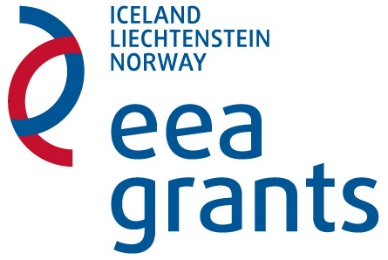 ICELAND
LIECHTENSTEIN
NORWAY
eea
grants